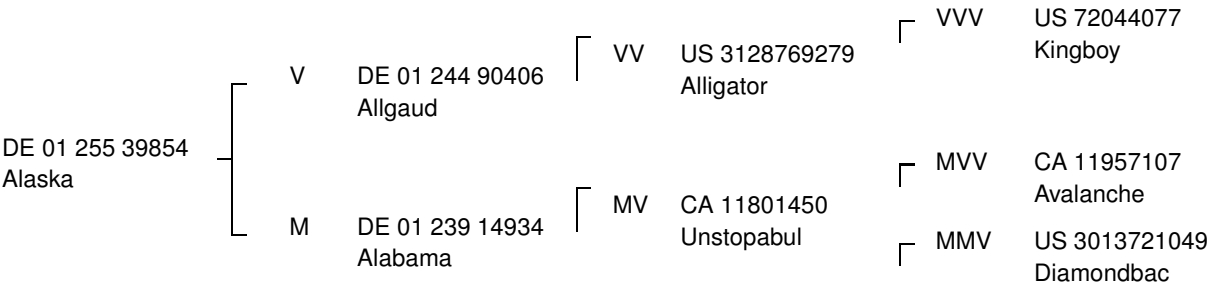 DE 01 255 39854
Alaska
V DE 01 244 90406
Allgaud
M DE 01 239 14934
Alabama
VV US 3128769279
Alligator
MV CA 11801450
Unstopabul
VVV US 72044077
Kingboy
MVV CA 11957107
Avalanche
MMV US 3013721049
Diamondbac